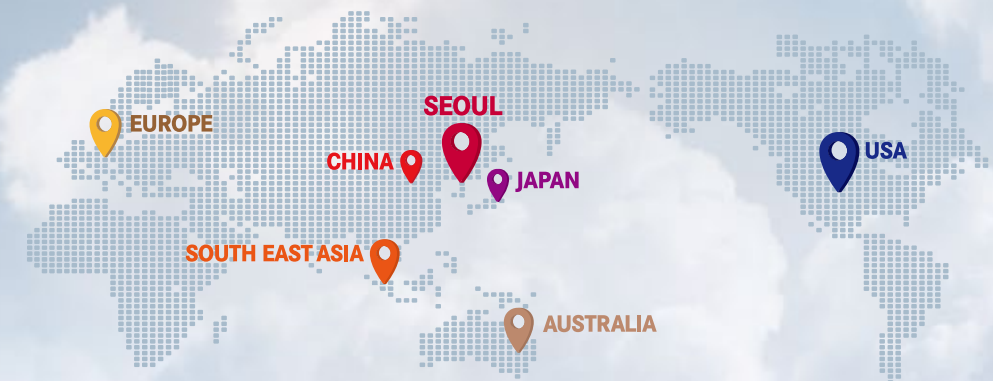 SEOUL
EUROPE
CHINA
USA
JAPAN
SOUTH EAST ASIA
AUSTRALIA